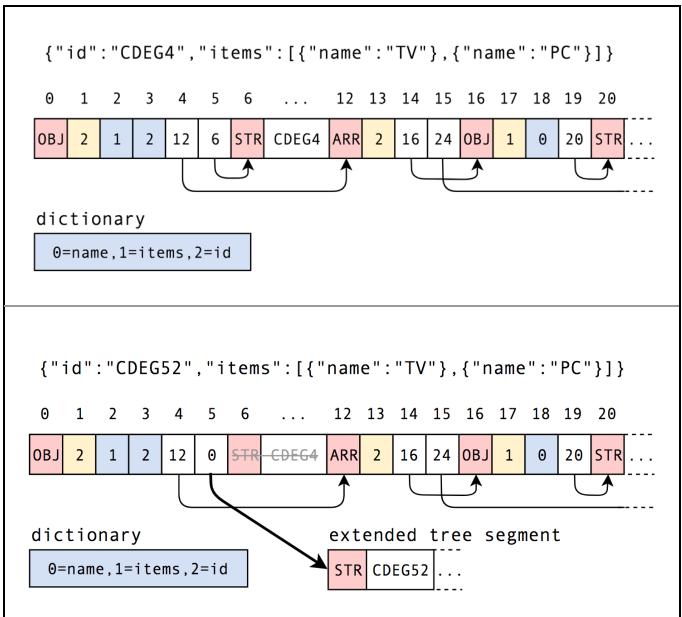 {"id":"CDEG4","items":[{"name":"TV"},{"name":"PC"}]}
0 1 2 3 4 5 6 ... 12 13 14 15 16 17 18 19 20
OBJ 2 1 2 12 6 STR CDEG4 ARR 2 16 24 OBJ 1 0 20 STR ...
dictionary
0=name,1=items,2=id
{"id":"CDEG52","items":[{"name":"TV"},{"name":"PC"}]}
0 1 2 3 4 5 6 ... 12 13 14 15 16 17 18 19 20
OBJ 2 1 2 12 0 STR CDEG4 ARR 2 16 24 OBJ 1 0 20 STR ...
dictionary
0=name,1=items,2=id
extended tree segment
STR CDEG52 ...